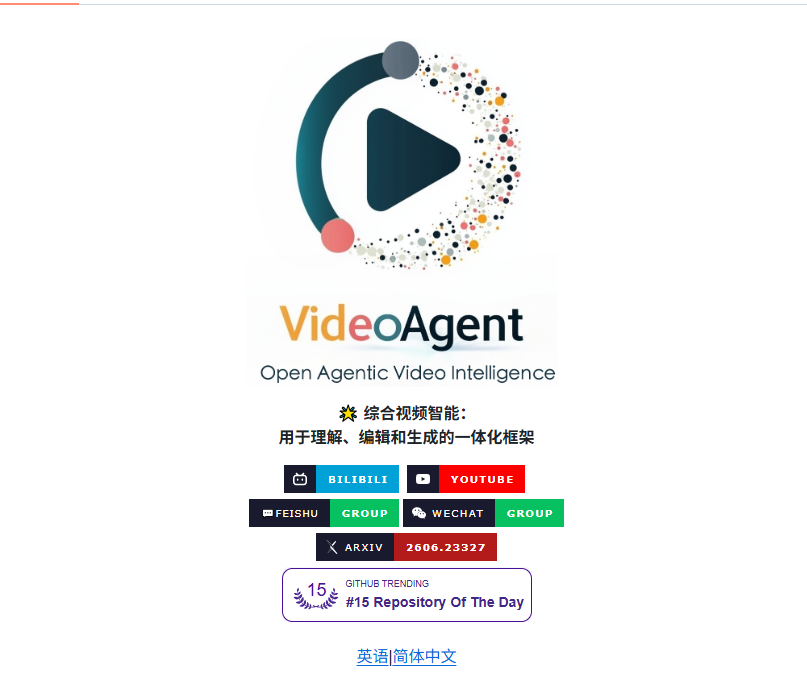 VideoAgent
Open Agentic Video Intelligence
综合视频智能：
用于理解、编辑和生成的一体化框架
BILIBILI YOUTUBE
FEISHU GROUP WECHAT GROUP
ARXIV 2606.23327
15 GITHUB TRENDING
#15 Repository Of The Day
英语|简体中文